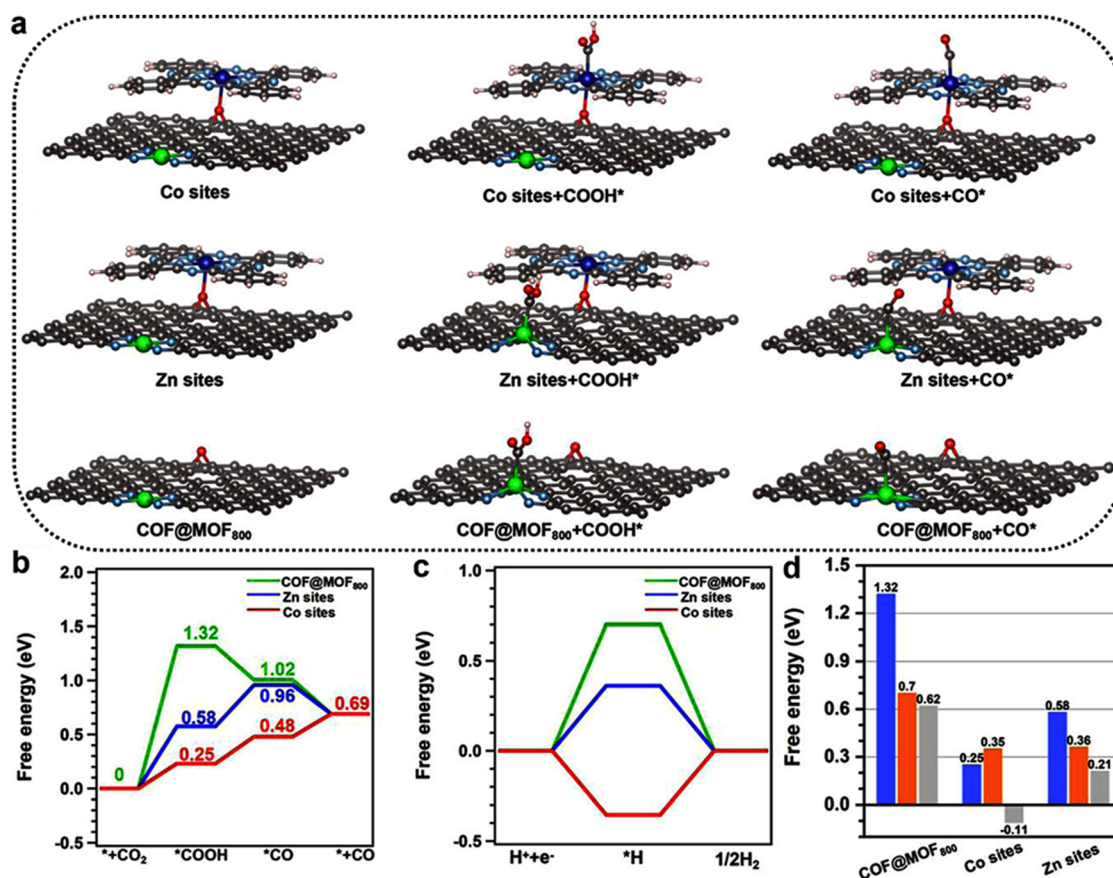 a
Co sites
Co sites+COOH*
Co sites+CO*
Zn sites
Zn sites+COOH*
Zn sites+CO*
COF@MOF₈₀₀
COF@MOF₈₀₀+COOH*
COF@MOF₈₀₀+CO*
b
Free energy (eV)
2.0
1.5
1.0
0.5
0.0
-0.5
COF@MOF₈₀₀
Zn sites
Co sites
1.32
1.02
0.96
0.69
0.58
0.48
0.25
0
*+CO₂
*COOH
*CO
*+CO
c
Free energy (eV)
1.0
0.5
0.0
-0.5
COF@MOF₈₀₀
Zn sites
Co sites
H⁺+e⁻
*H
1/2H₂
d
Free energy (eV)
1.5
1.2
0.9
0.6
0.3
0.0
1.32
0.7
0.62
0.25
0.35
-0.11
0.58
0.36
0.21
COF@MOF₈₀₀
Co sites
Zn sites